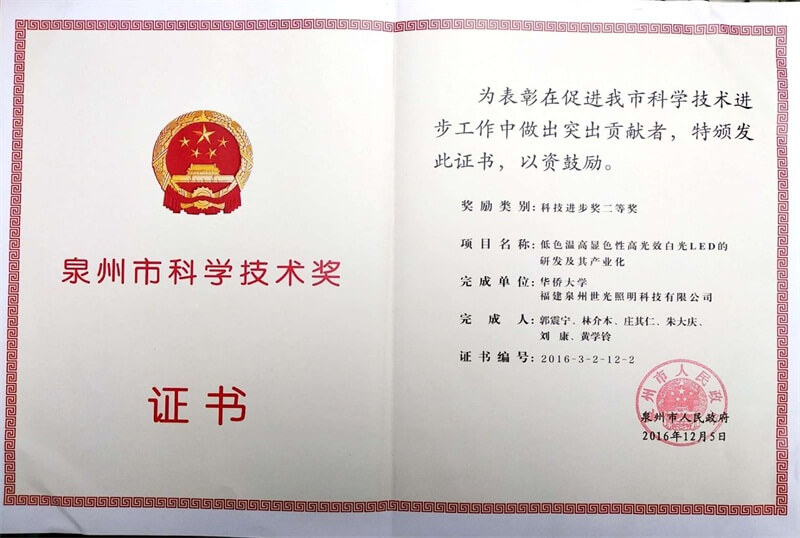 泉州市科学技术奖
证书
为表彰在促进我市科学技术进
步工作中做出突出贡献者，特颁发
此证书，以资鼓励。
奖励类别：科技进步奖二等奖
项目名称：低色温高显色性高光效白光LED的
研发及其产业化
完成单位：华侨大学
福建泉州世光照明科技有限公司
完成人：郭震宁、林介本、庄其仁、朱大庆、
刘康、黄学铃
证书编号：2016-3-2-12-2
州市人民政
泉州市人民政府
2016年12月5日